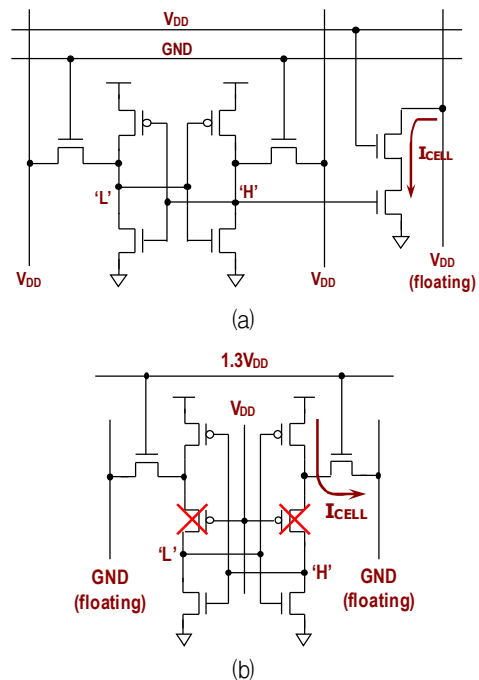 VDD
GND
ICELL
'L'
'H'
VDD
VDD
VDD
(floating)
(a)
1.3VDD
VDD
ICELL
'L'
'H'
GND
(floating)
GND
(floating)
(b)